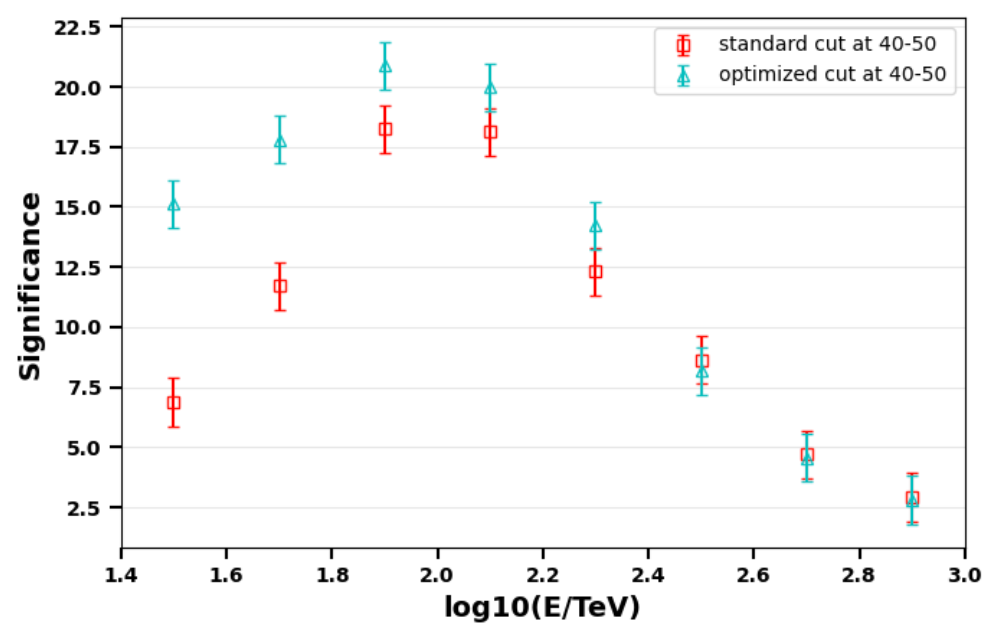 22.5
20.0
17.5
15.0
12.5
10.0
7.5
5.0
2.5
Significance
standard cut at 40-50
optimized cut at 40-50
1.4 1.6 1.8 2.0 2.2 2.4 2.6 2.8 3.0
log10(E/TeV)